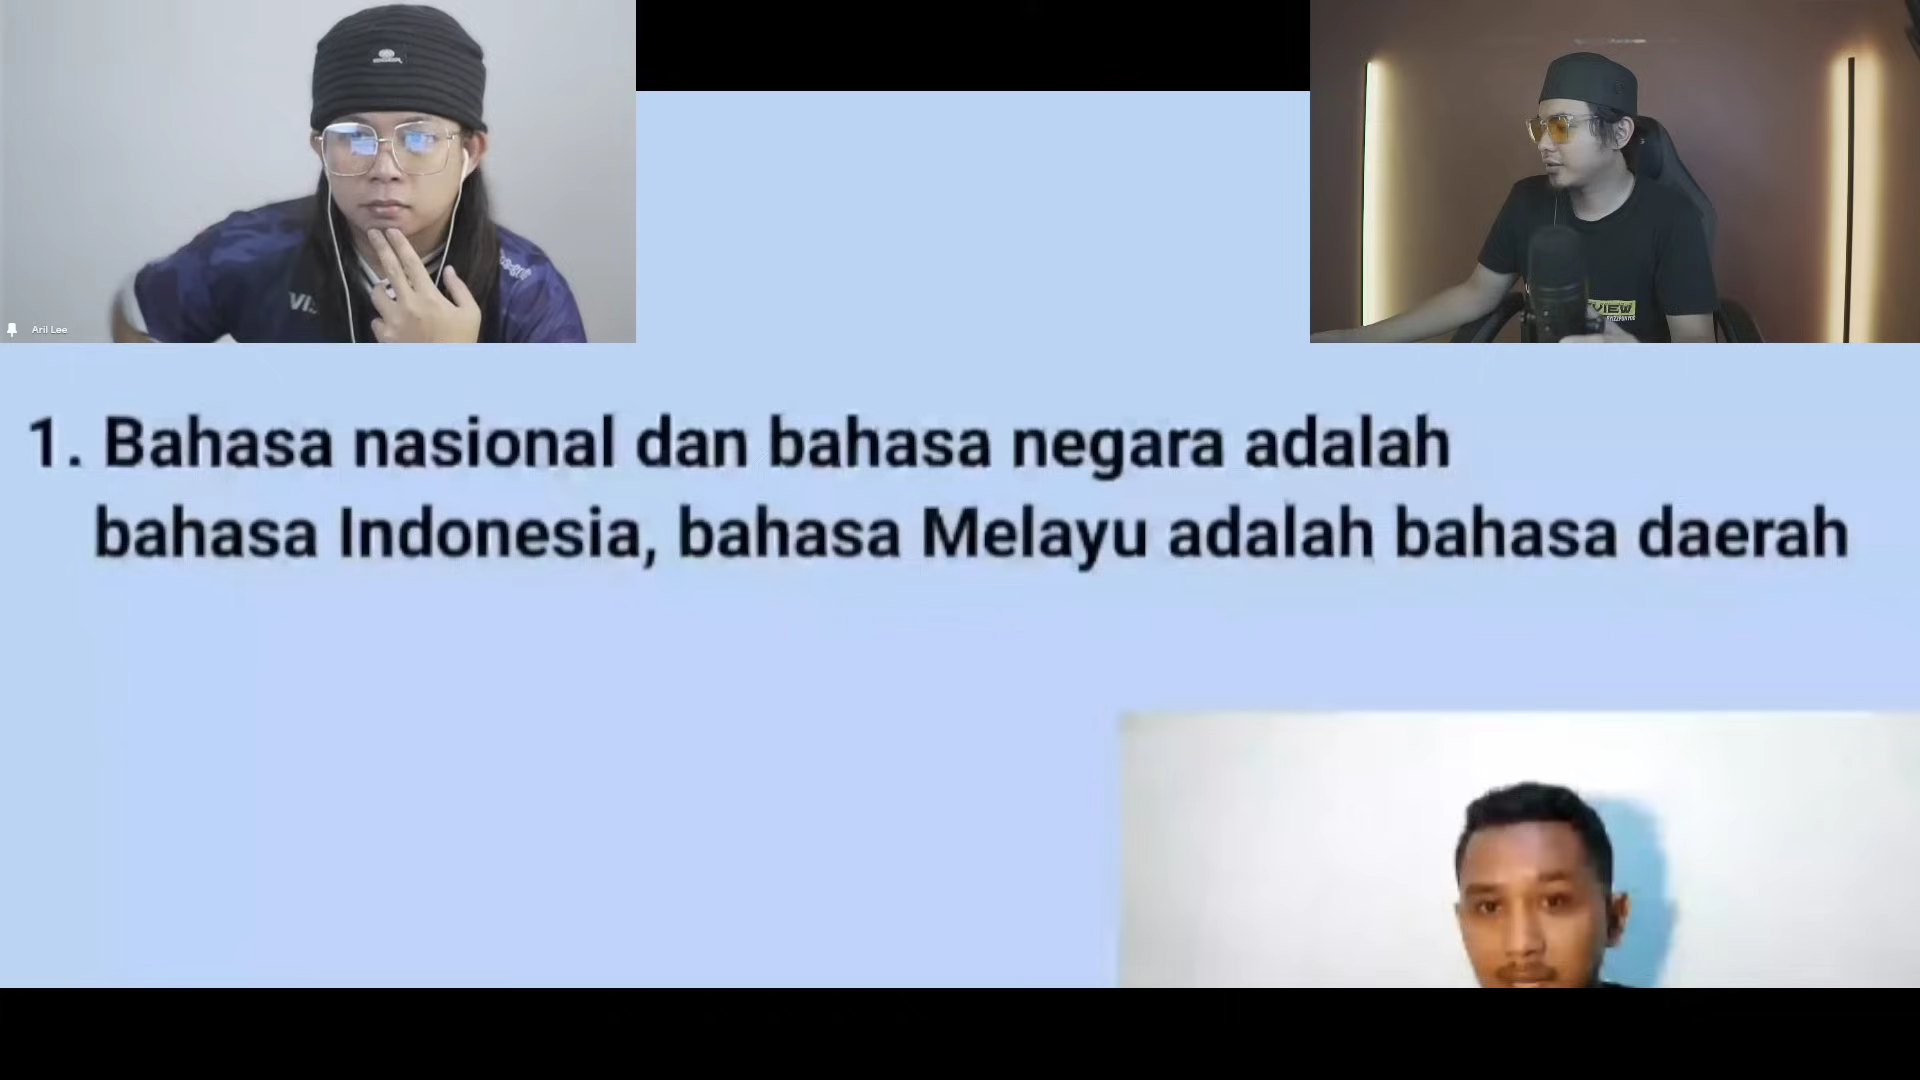 Aril Lee
1. Bahasa nasional dan bahasa negara adalah
bahasa Indonesia, bahasa Melayu adalah bahasa daerah